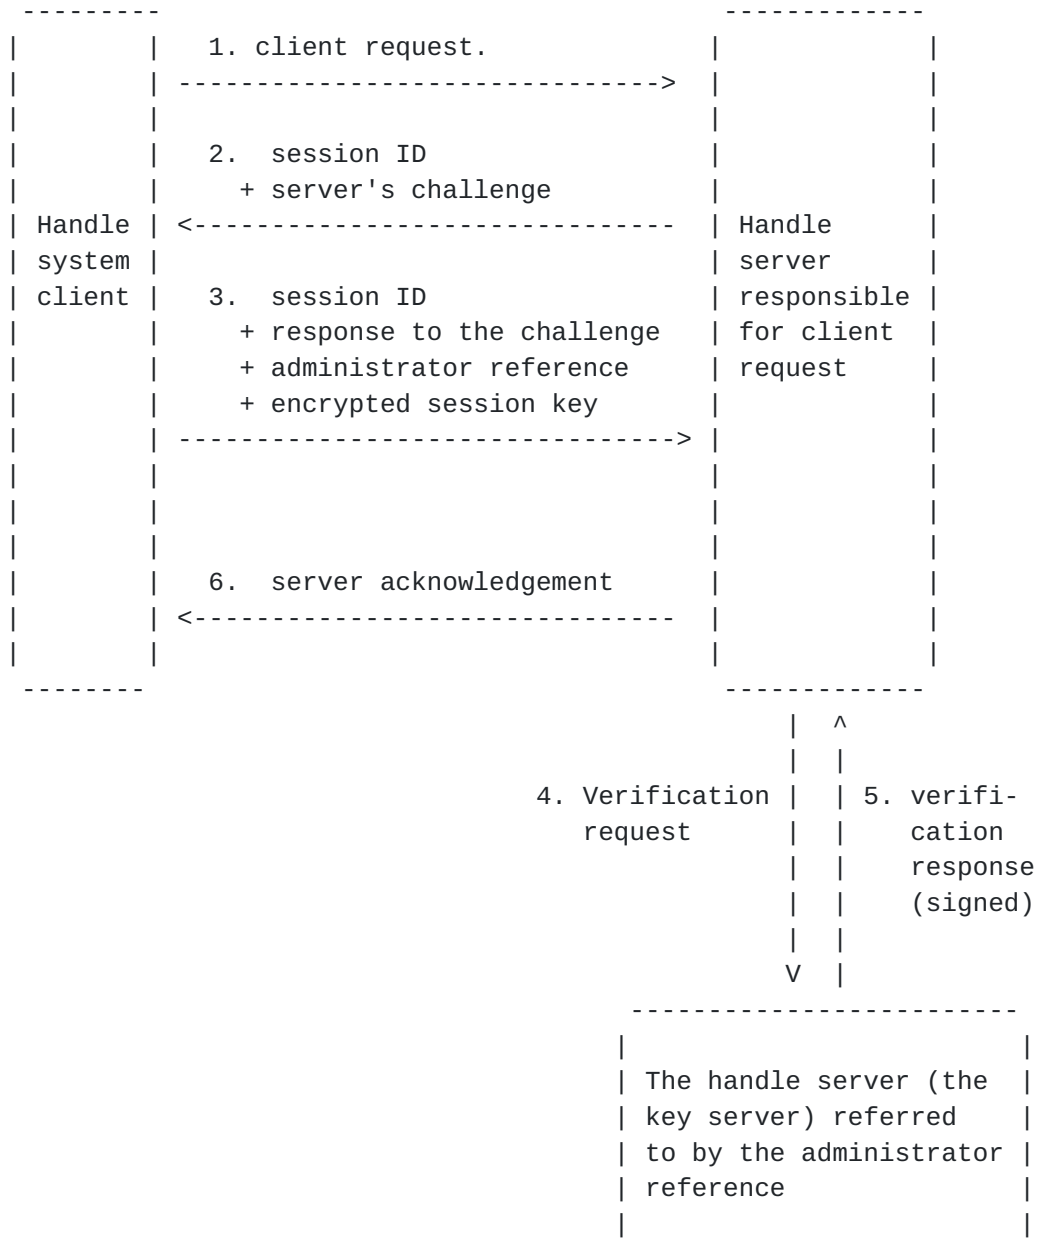 1. client request.
2.  session ID
+ server's challenge
Handle
system
client
3.  session ID
+ response to the challenge
+ administrator reference
+ encrypted session key
Handle
server
responsible
for client
request
6.  server acknowledgement
4. Verification
request
5. verifi-
cation
response
(signed)
The handle server (the
key server) referred
to by the administrator
reference